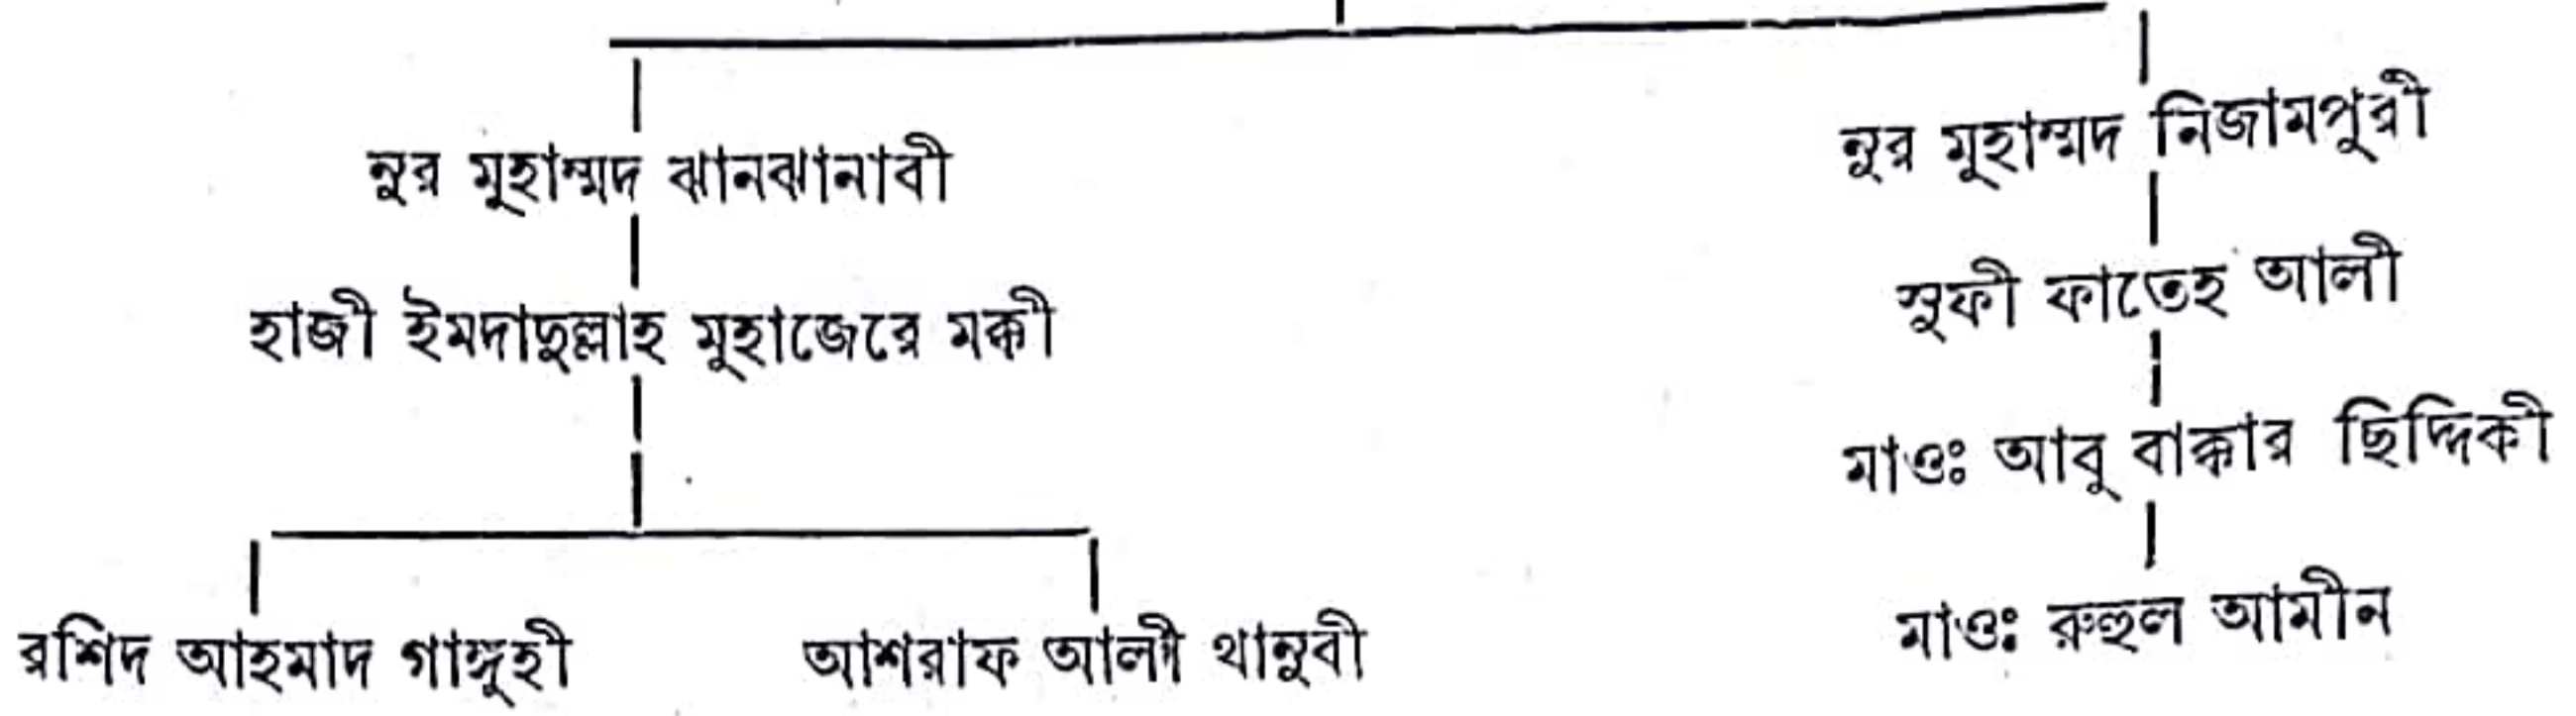 নূর মুহাম্মদ ঝানঝানাবী
নূর মুহাম্মদ নিজামপুরী
হাজী ইমদাদুল্লাহ মুহাজেরে মক্কী
সুফী ফাতেহ আলী
মাওঃ আবু বাক্কার ছিদ্দিকী
রশিদ আহমাদ গাঙ্গুহী
আশরাফ আলী থানুবী
মাওঃ রুহুল আমীন